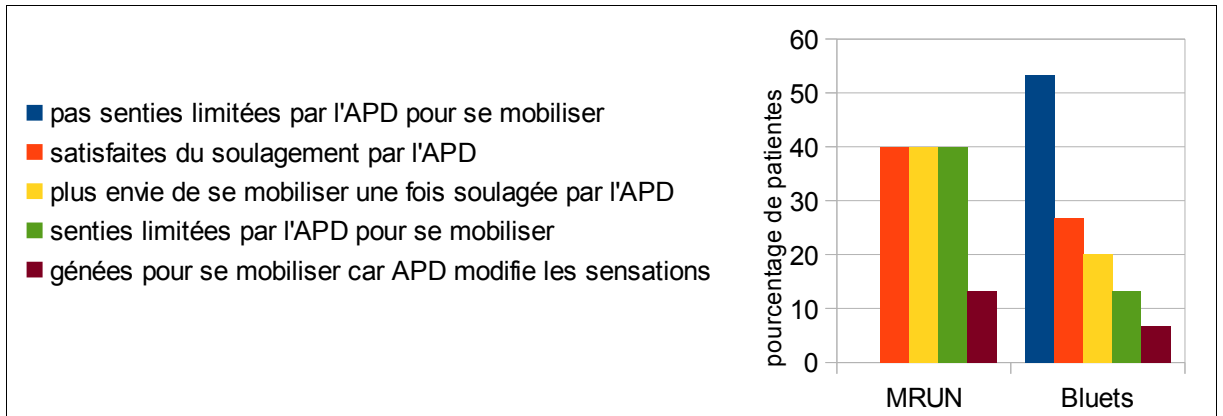 pas senties limitées par l'APD pour se mobiliser
satisfaites du soulagement par l'APD
plus envie de se mobiliser une fois soulagée par l'APD
senties limitées par l'APD pour se mobiliser
génées pour se mobiliser car APD modifie les sensations
pourcentage de patientes
60
50
40
30
20
10
0
MRUN
Bluets